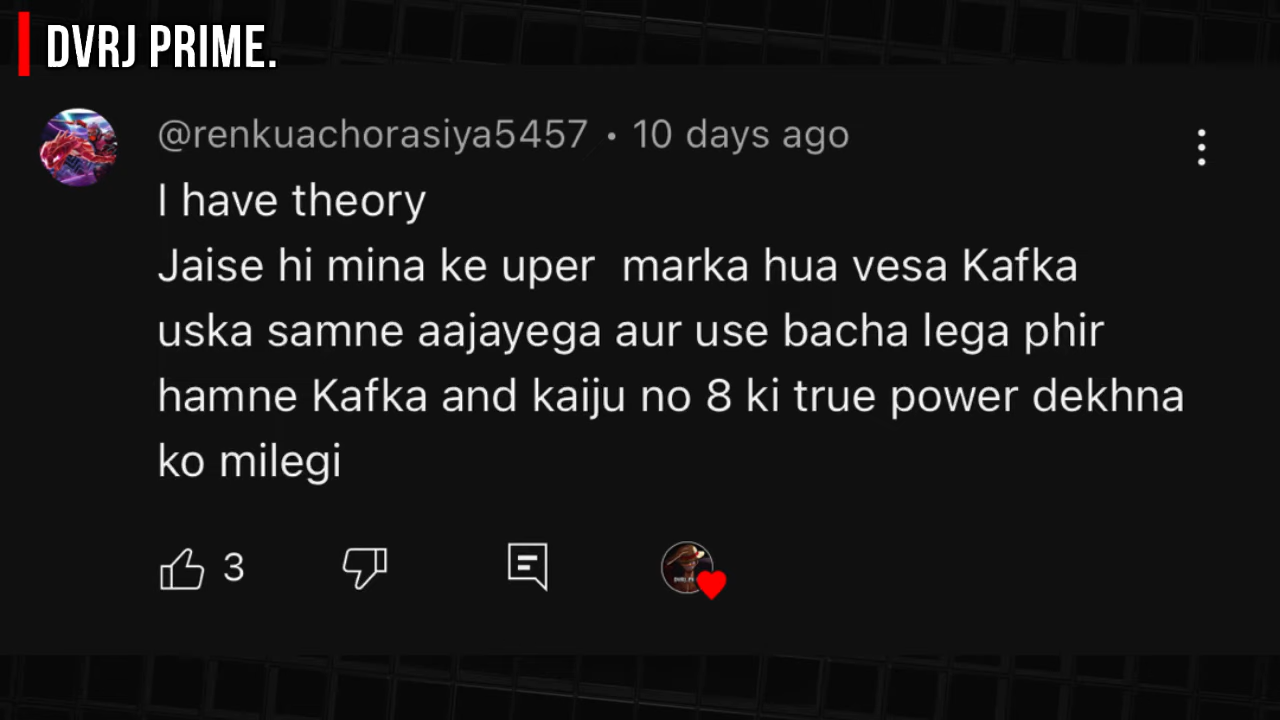 DVRJ PRIME.
@renkuachorasiya5457 • 10 days ago
I have theory
Jaise hi mina ke uper marka hua vesa Kafka
uska samne aajayega aur use bacha lega phir
hamne Kafka and kaiju no 8 ki true power dekhna
ko milegi
3